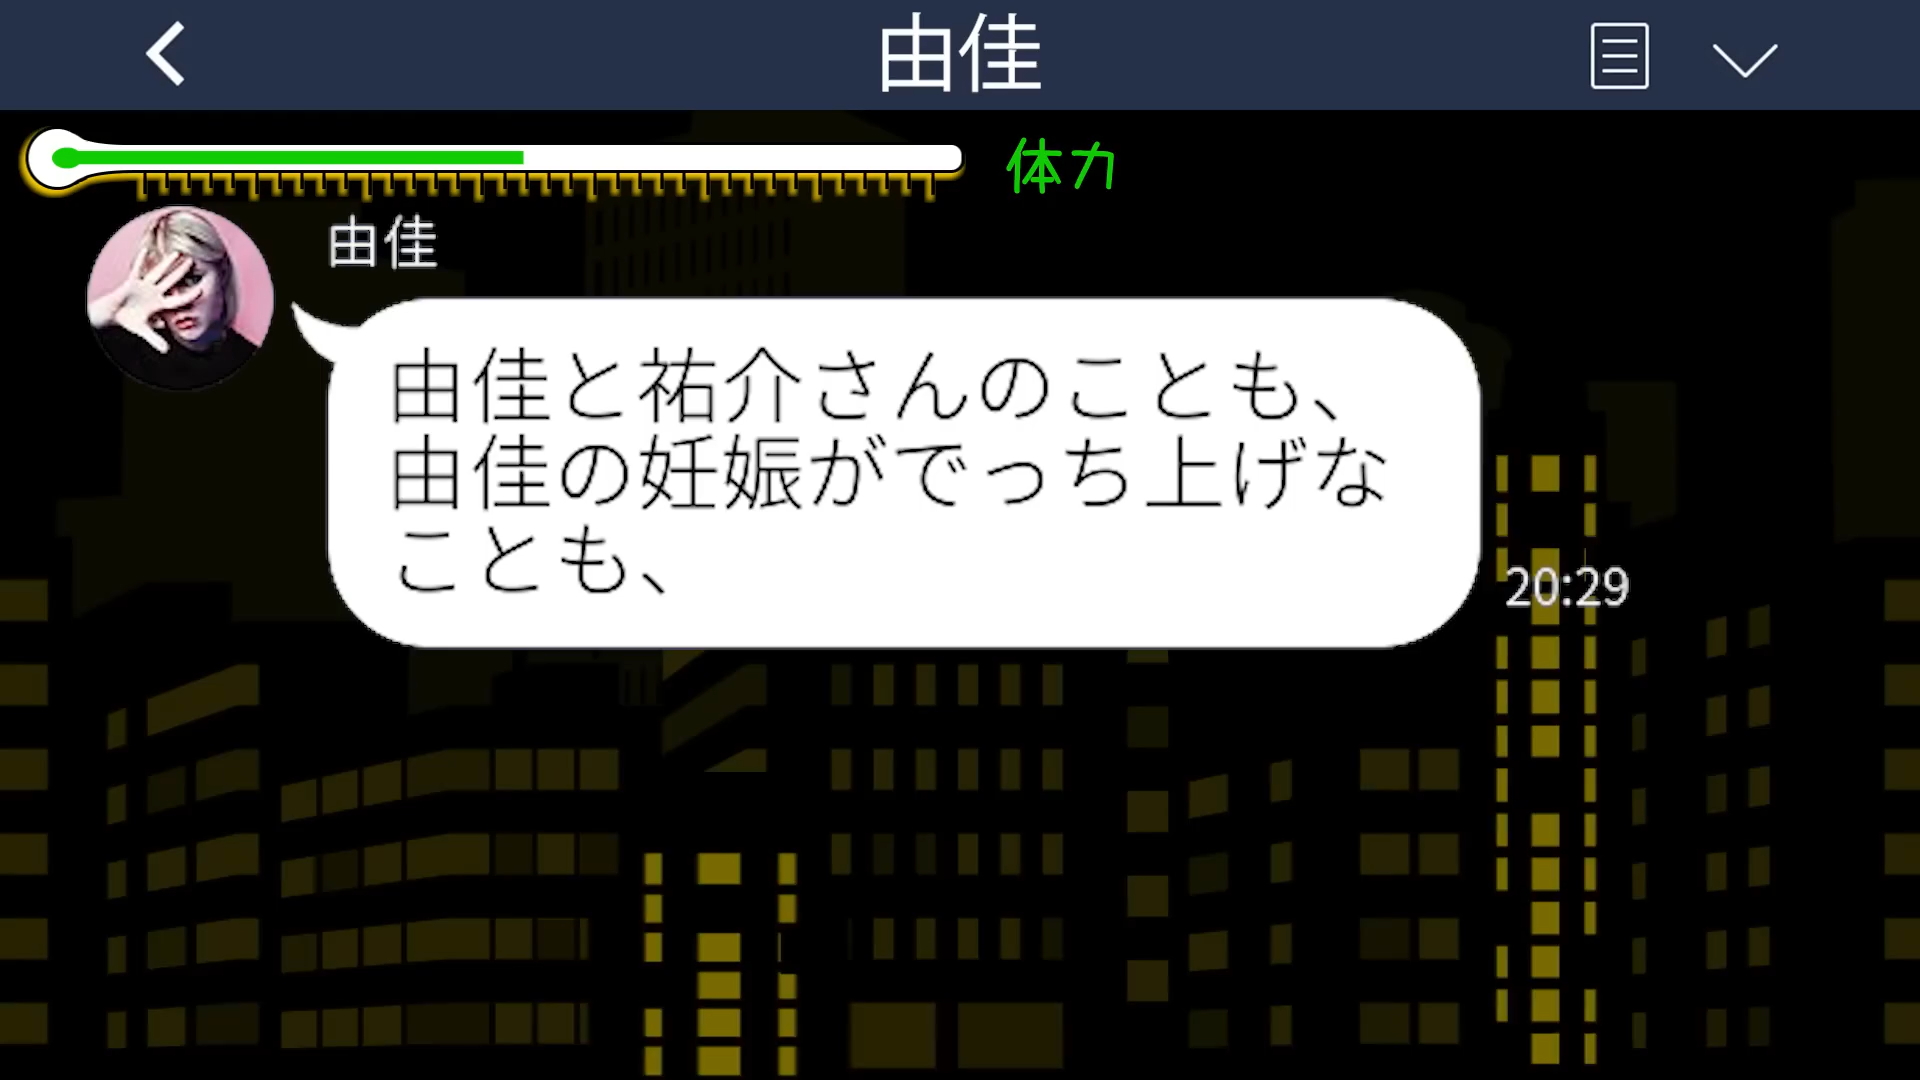 由佳
体力
由佳
由佳と祐介さんのことも、
由佳の妊娠がでっち上げな
ことも、
20:29